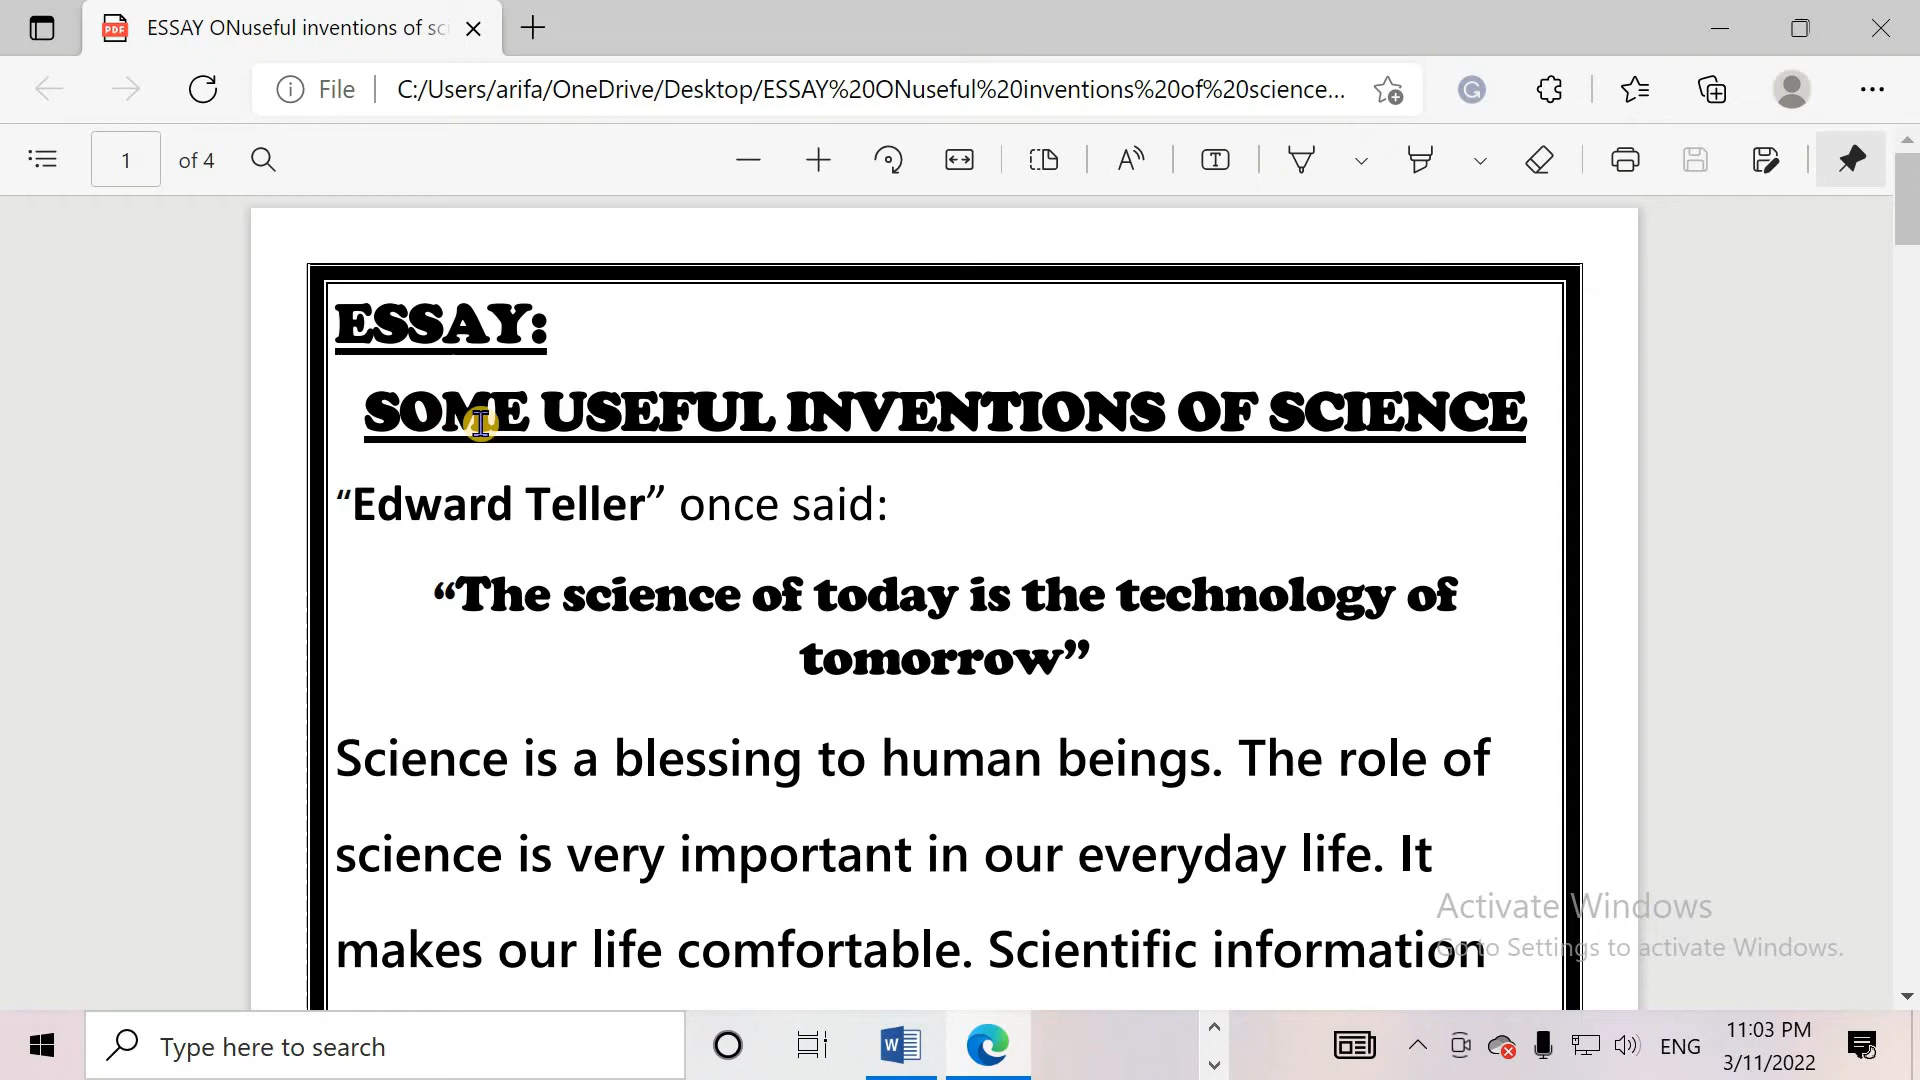 ESSAY ONuseful inventions of sc
File
C:/Users/arifa/OneDrive/Desktop/ESSAY%20ONuseful%20inventions%20of%20science...
1 of 4
ESSAY:
SOME USEFUL INVENTIONS OF SCIENCE
“Edward Teller” once said:
“The science of today is the technology of
tomorrow”
Science is a blessing to human beings. The role of
science is very important in our everyday life. It
makes our life comfortable. Scientific information
Activate Windows
Go to Settings to activate Windows.
Type here to search
ENG
11:03 PM
3/11/2022